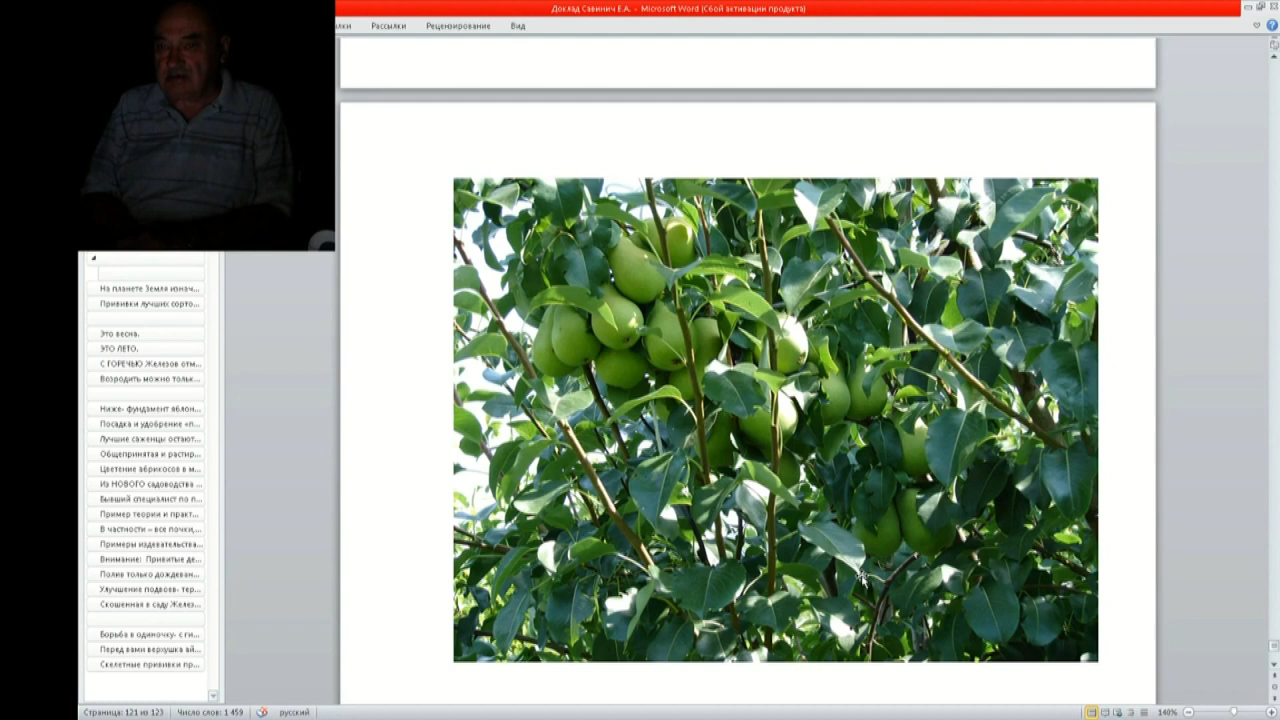 Доклад Савинич Е.А. - Microsoft Word (Сбой активации продукта)
лки Рассылки Рецензирование Вид
На планете Земля изнач...
Прививки лучших сорто...
Это весна.
ЭТО ЛЕТО.
С ГОРЕЧЬЮ Железов отм...
Возродить можно тольк...
Ниже- фундамент яблон...
Посадка и удобрение «п...
Лучшие саженцы остают...
Общепринятая и растир...
Цветение абрикосов в м...
Из НОВОГО садоводства ...
Бывший специалист по п...
Пример теории и практ...
В частности – все почки,...
Примеры издевательства...
Внимание: Привитые де...
Полив только дождеван...
Улучшение подвоев- тер...
Скошенная в саду Желез...
Борьба в одиночку- с ги...
Перед вами верхушка ай...
Скелетные прививки пр...
Страница: 121 из 123 Число слов: 1 459 русский 140%